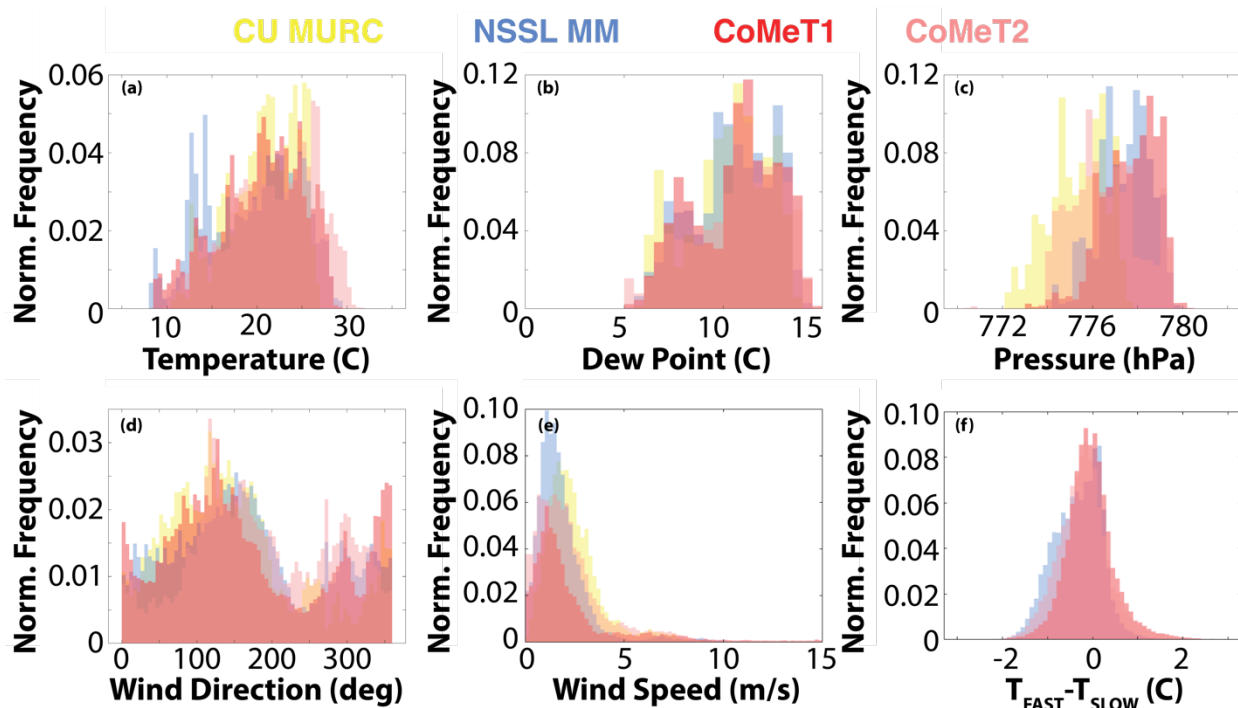 CU MURC NSSL MM CoMeT1 CoMeT2
(a)
Norm. Frequency
0.06
0.04
0.02
0
10 20 30
Temperature (C)
(b)
Norm. Frequency
0.12
0.08
0.04
0
0 5 10 15
Dew Point (C)
(c)
Norm. Frequency
0.12
0.08
0.04
0
772 776 780
Pressure (hPa)
(d)
Norm. Frequency
0.03
0.02
0.01
0
0 100 200 300
Wind Direction (deg)
(e)
Norm. Frequency
0.10
0.08
0.06
0.04
0.02
0
0 5 10 15
Wind Speed (m/s)
(f)
Norm. Frequency
0.10
0.08
0.06
0.04
0.02
0
-2 0 2
T_FAST-T_SLOW (C)